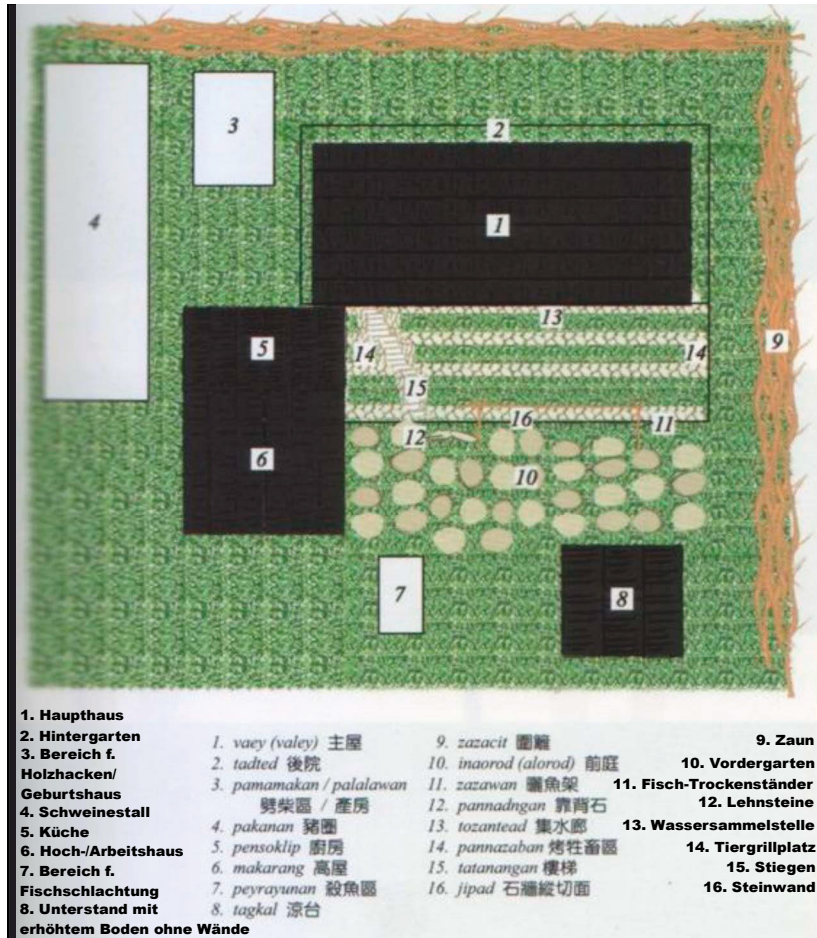 3
2
4
1
13
5
14
14
9
15
16
11
12
6
10
7
8
1. Haupthaus
2. Hintergarten
3. Bereich f.
Holzhacken/
Geburtshaus
4. Schweinestall
5. Küche
6. Hoch-/Arbeitshaus
7. Bereich f.
Fischschlachtung
8. Unterstand mit
erhöhtem Boden ohne Wände
1. vaey (valey) 主屋
2. tadted 後院
3. pamamakan / palalawan
劈柴區 / 產房
4. pakanan 豬圈
5. pensoklip 廚房
6. makarang 高屋
7. peyrayunan 殺魚區
8. tagkal 涼台
9. zazacit 圍籬
10. inaorod (alorod) 前庭
11. zazawan 曬魚架
12. pannadngan 靠背石
13. tozantead 集水廊
14. pannazaban 烤牲畜區
15. tatanangan 樓梯
16. jipad 石牆縱切面
9. Zaun
10. Vordergarten
11. Fisch-Trockenständer
12. Lehnsteine
13. Wassersammelstelle
14. Tiergrillplatz
15. Stiegen
16. Steinwand